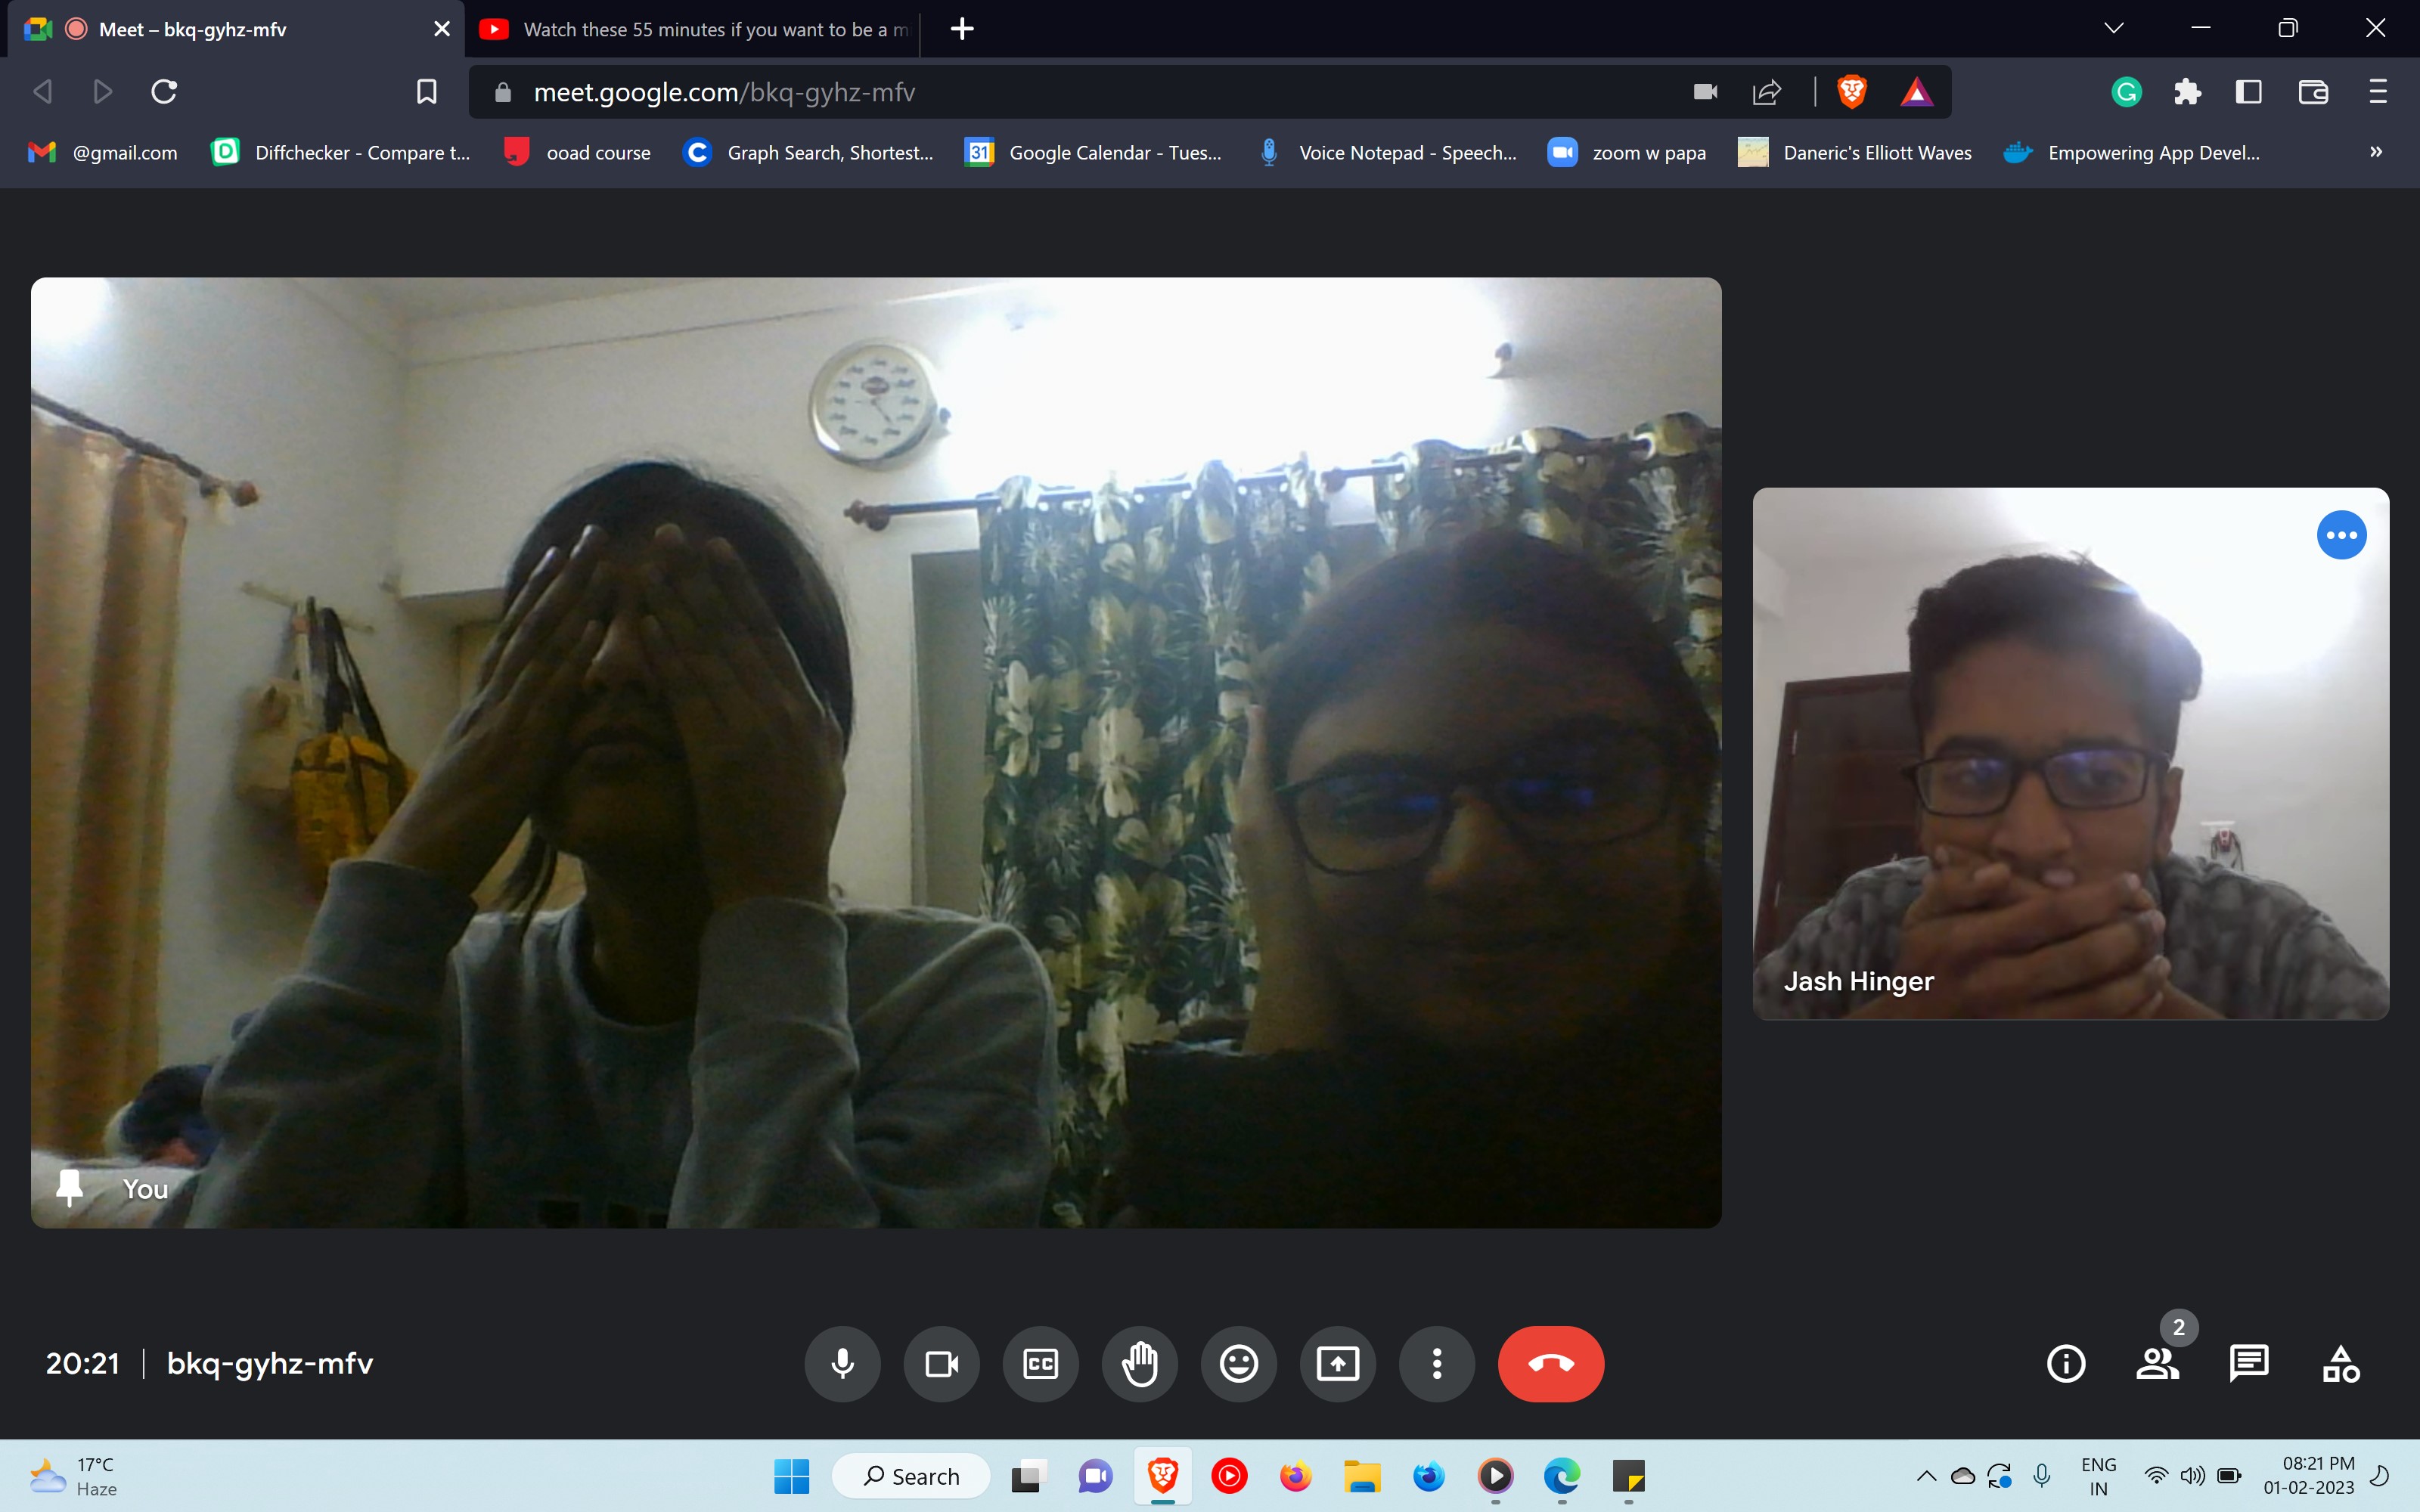 Meet – bkq-gyhz-mfv
Watch these 55 minutes if you want to be a m
meet.google.com/bkq-gyhz-mfv
@gmail.com
Diffchecker - Compare t...
ooad course
Graph Search, Shortest...
31
Google Calendar - Tues...
Voice Notepad - Speech...
zoom w papa
Daneric's Elliott Waves
Empowering App Devel...
»
You
Jash Hinger
20:21 | bkq-gyhz-mfv
CC
2
17°C
Haze
Search
ENG
IN
08:21 PM
01-02-2023